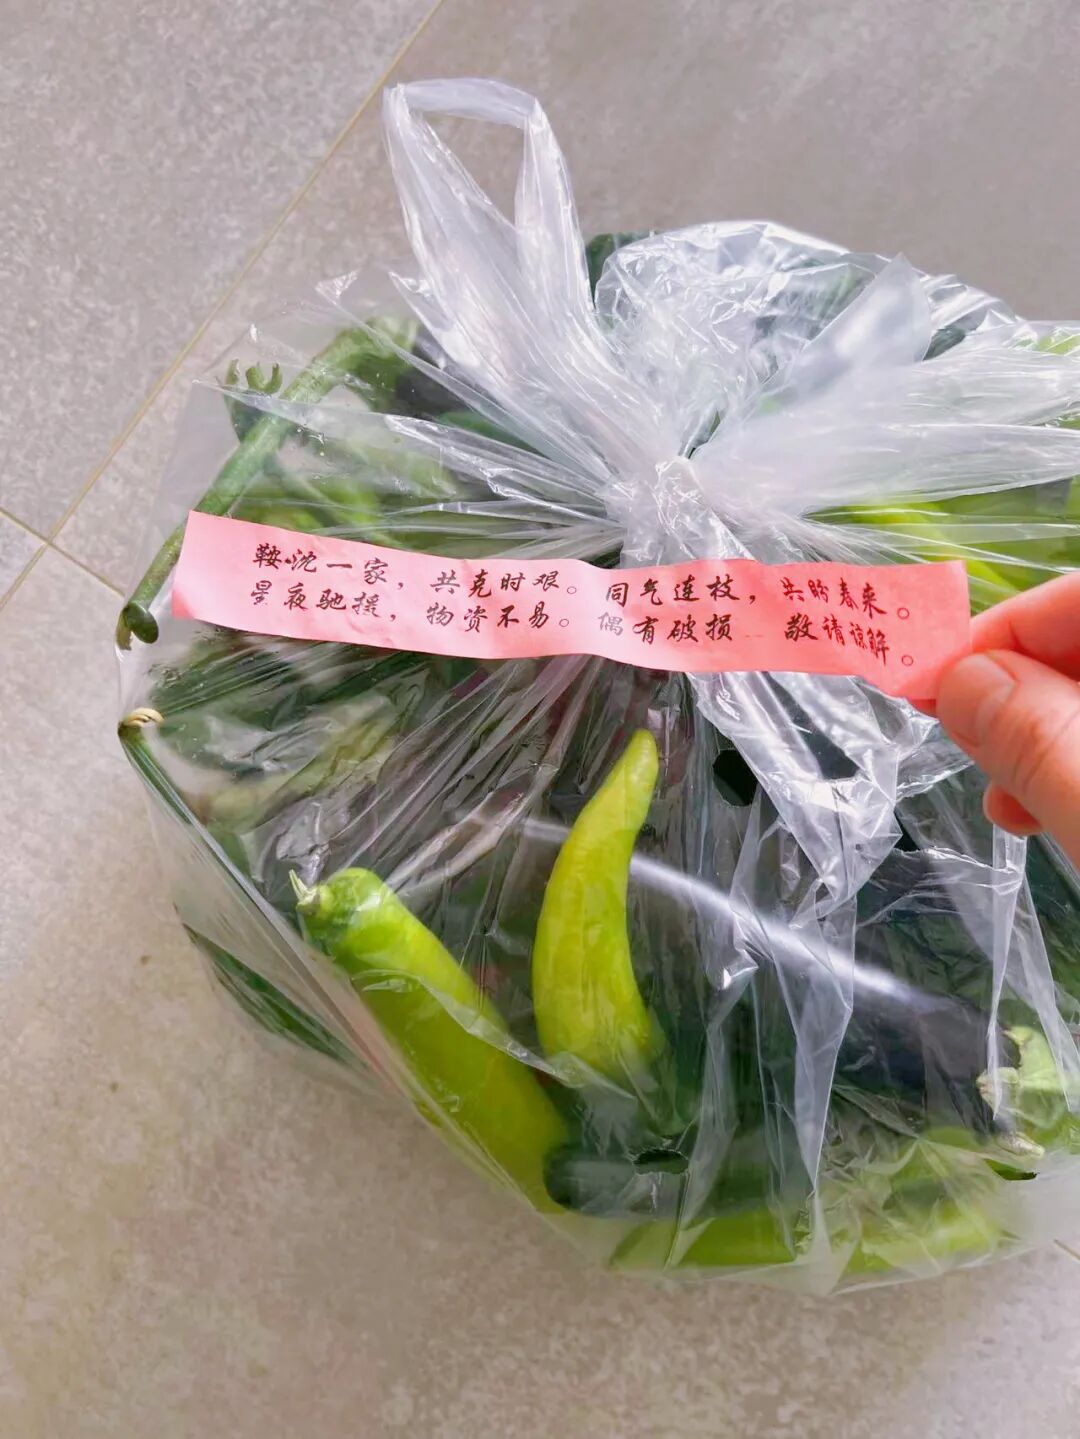 鞍沈一家，共克时艰。同气连枝，共盼春来。
星夜驰援，物资不易。偶有破损 敬请谅解。